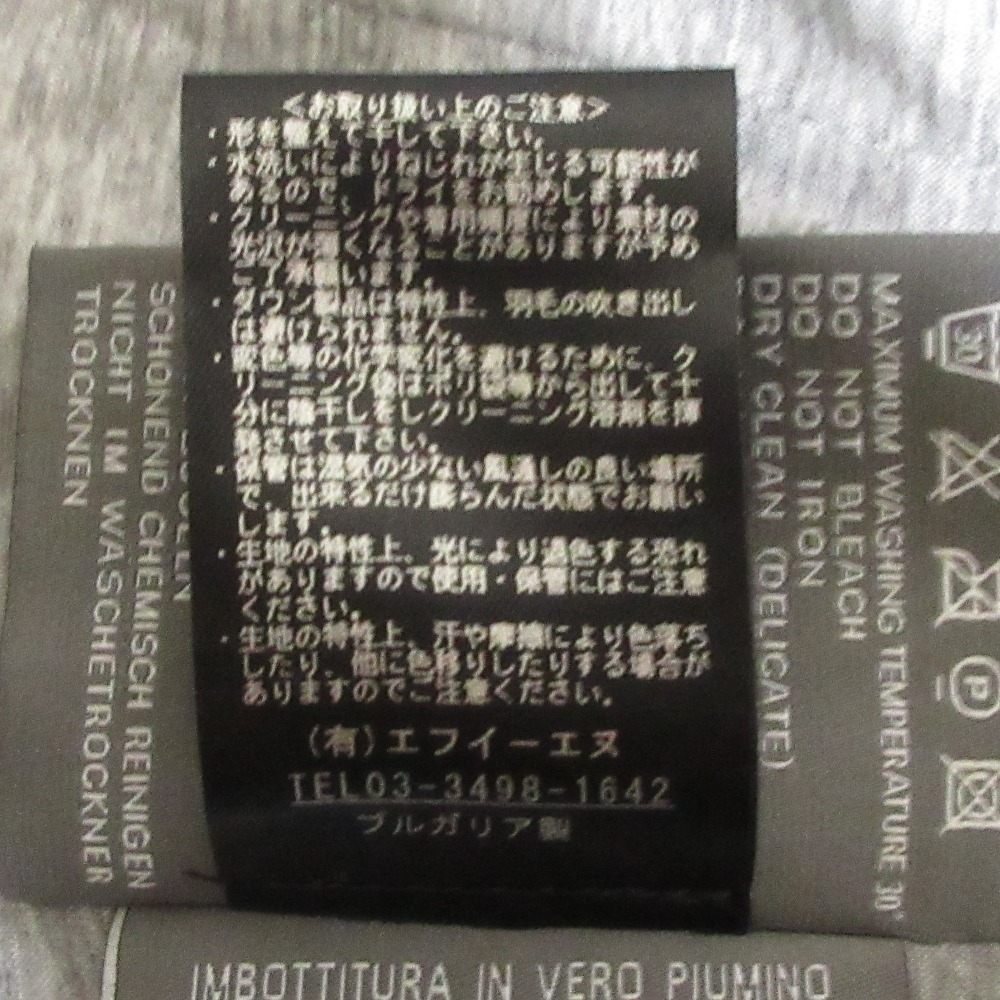 <お取り扱い上のご注意>
・形を整えて干して下さい。
・水洗いによりねじれが生じる可能性が
あるので、ドライをお勧めします。
・クリーニングや着用頻度により素材の
光沢が薄くなることがありますが予め
ご了承願います。
・ダウン製品は特性上、羽毛の吹き出し
は避けられません。
・変色等の化学変化を避けるために、ク
リーニング後はポリ袋等から出して十
分に陰干しをしクリーニング溶剤を揮
発させて下さい。
・保管は湿気の少ない風通しの良い場所
で、出来るだけ膨らんだ状態でお願い
します。
・生地の特性上、光により退色する恐れ
がありますので使用・保管にはご注意
ください。
・生地の特性上、汗や摩擦により色落ち
したり、他に色移りしたりする場合が
ありますのでご注意ください。
(有)エフイーエヌ
TEL03-3498-1642
ブルガリア製
MAXIMUM WASHING TEMPERATURE 30°
DO NOT BLEACH
DO NOT IRON
DRY CLEAN (DELIGATE)
SCHONEND CHEMISCH REINIGEN
NICHT IM WASCHETROCKNER
TROCKNEN
30
P
IMBOTTITURA IN VERO PIUMINO